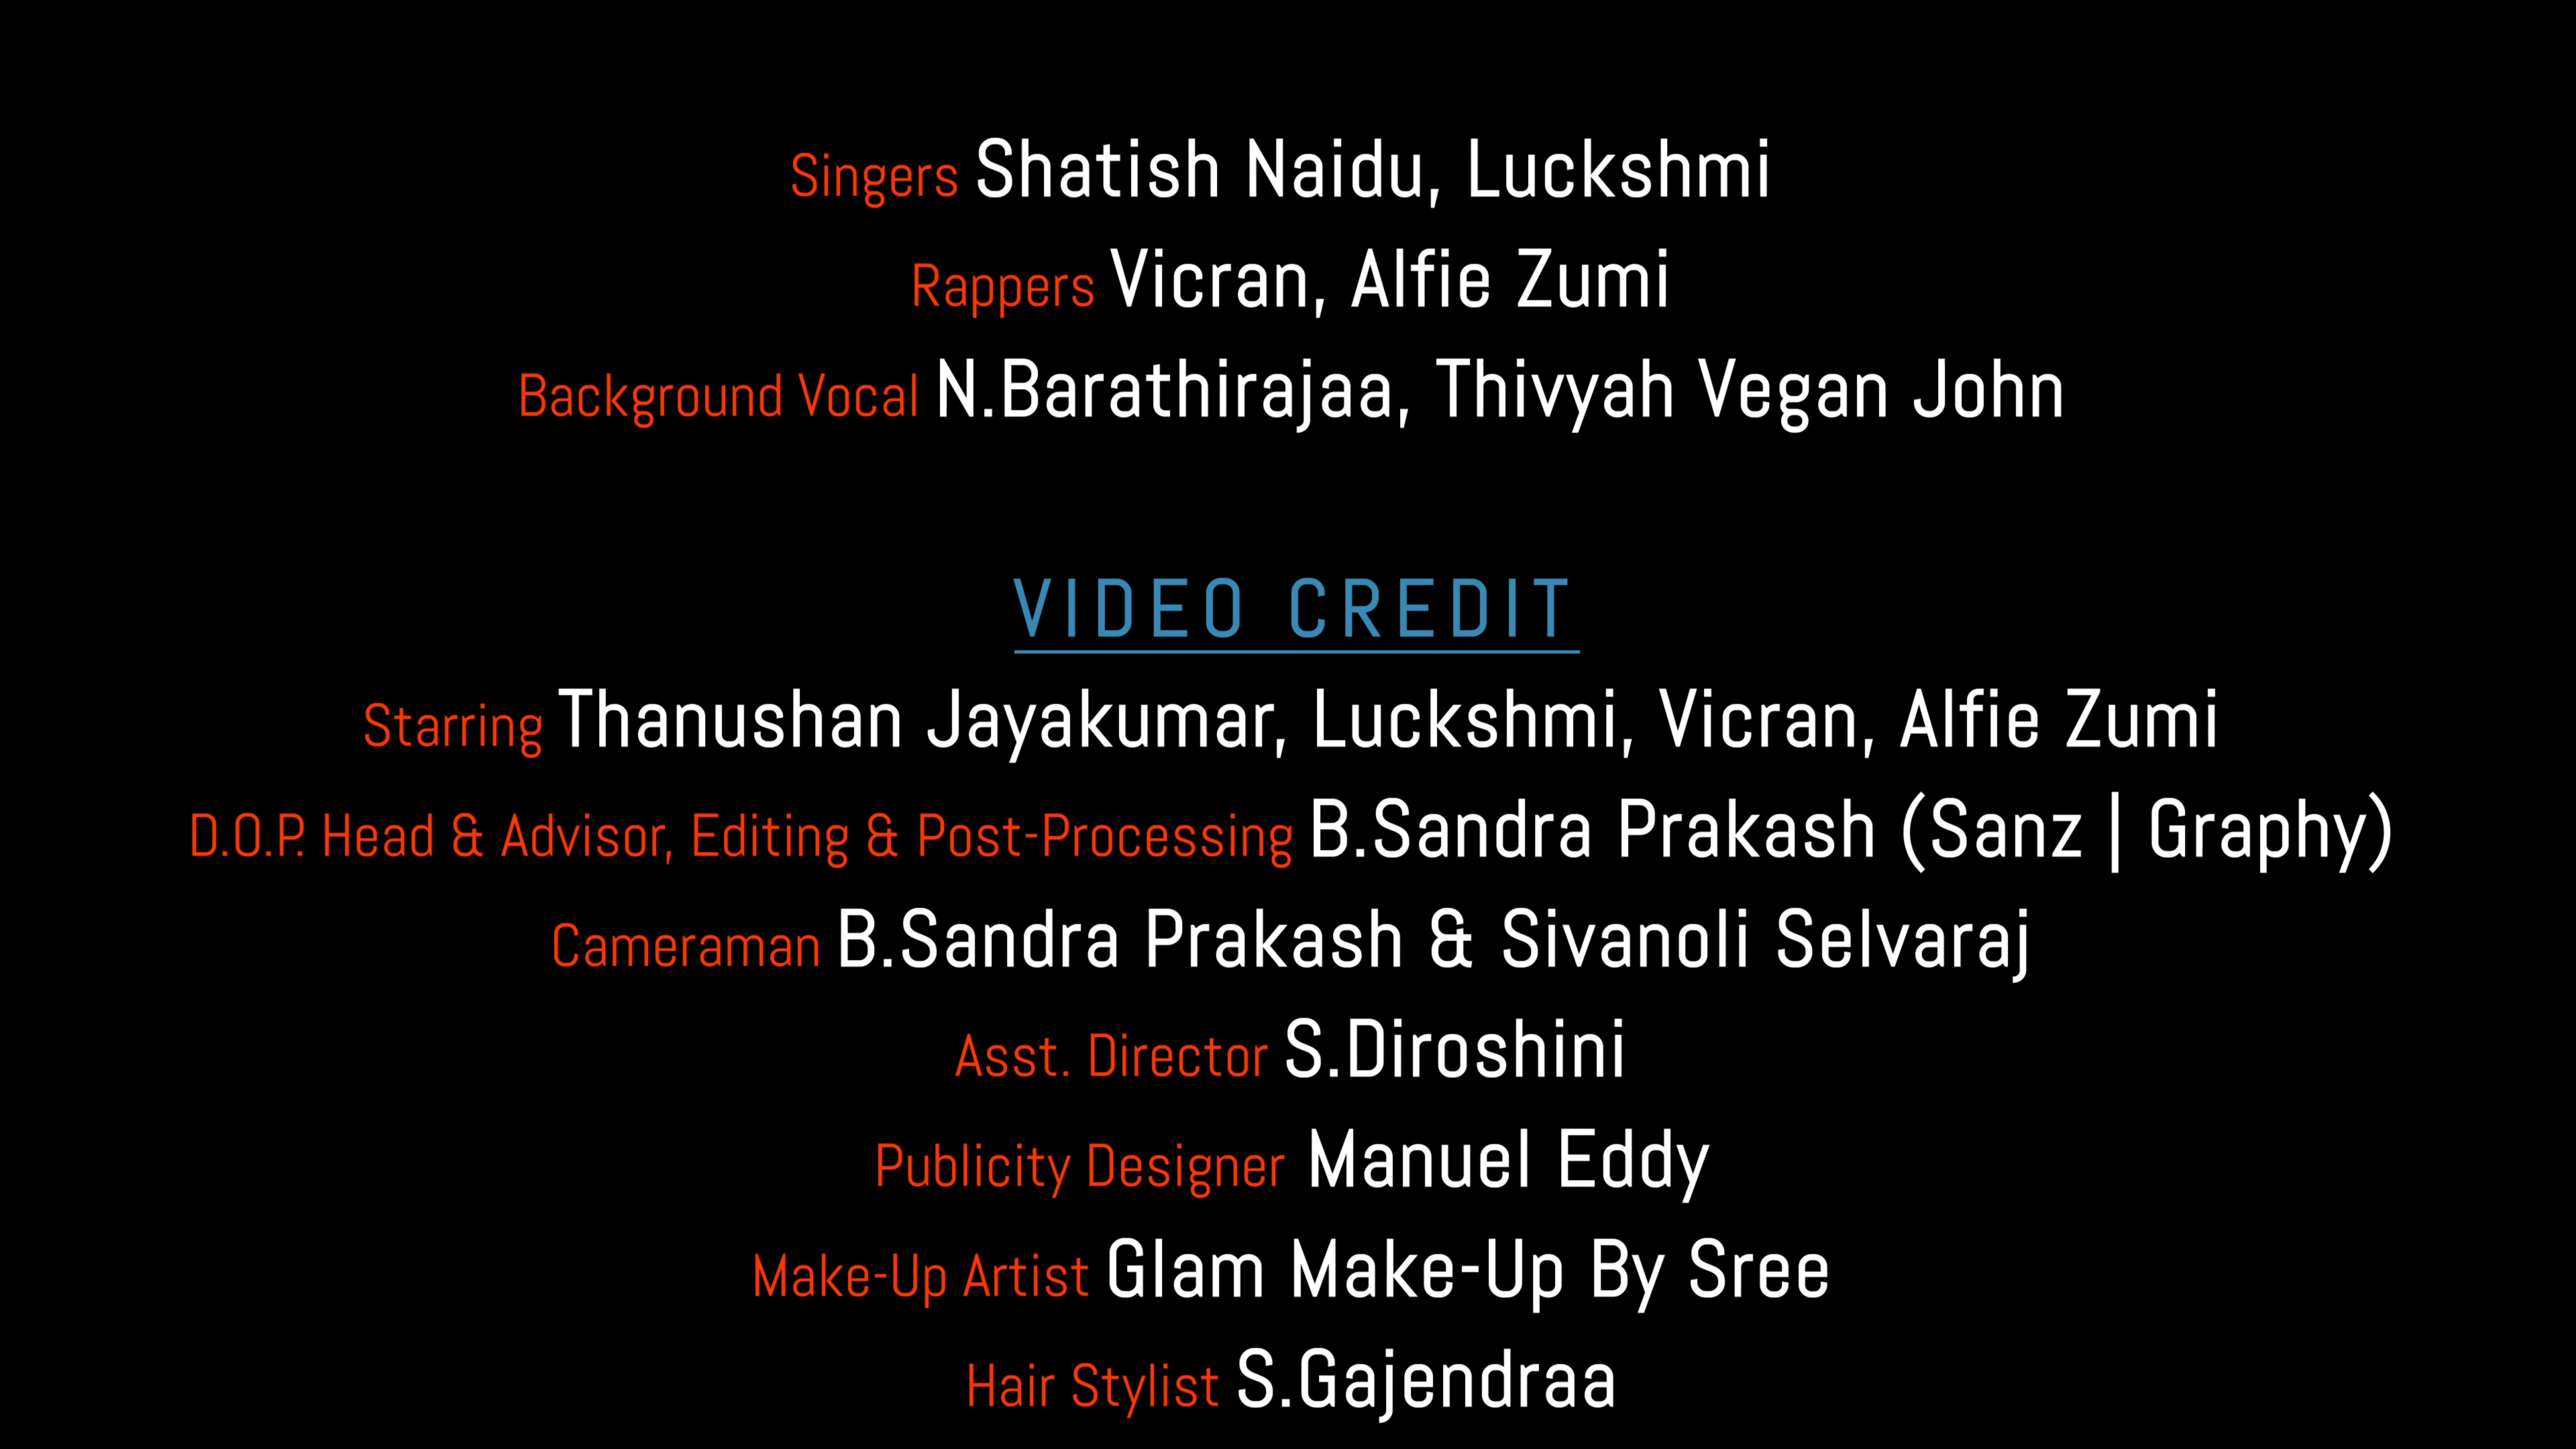 Singers Shatish Naidu, Luckshmi
Rappers Vicran, Alfie Zumi
Background Vocal N.Barathirajaa, Thivyah Vegan John
VIDEO CREDIT
Starring Thanushan Jayakumar, Luckshmi, Vicran, Alfie Zumi
D.O.P. Head & Advisor, Editing & Post-Processing B.Sandra Prakash (Sanz | Graphy)
Cameraman B.Sandra Prakash & Sivanoli Selvaraj
Asst. Director S.Diroshini
Publicity Designer Manuel Eddy
Make-Up Artist Glam Make-Up By Sree
Hair Stylist S.Gajendraa